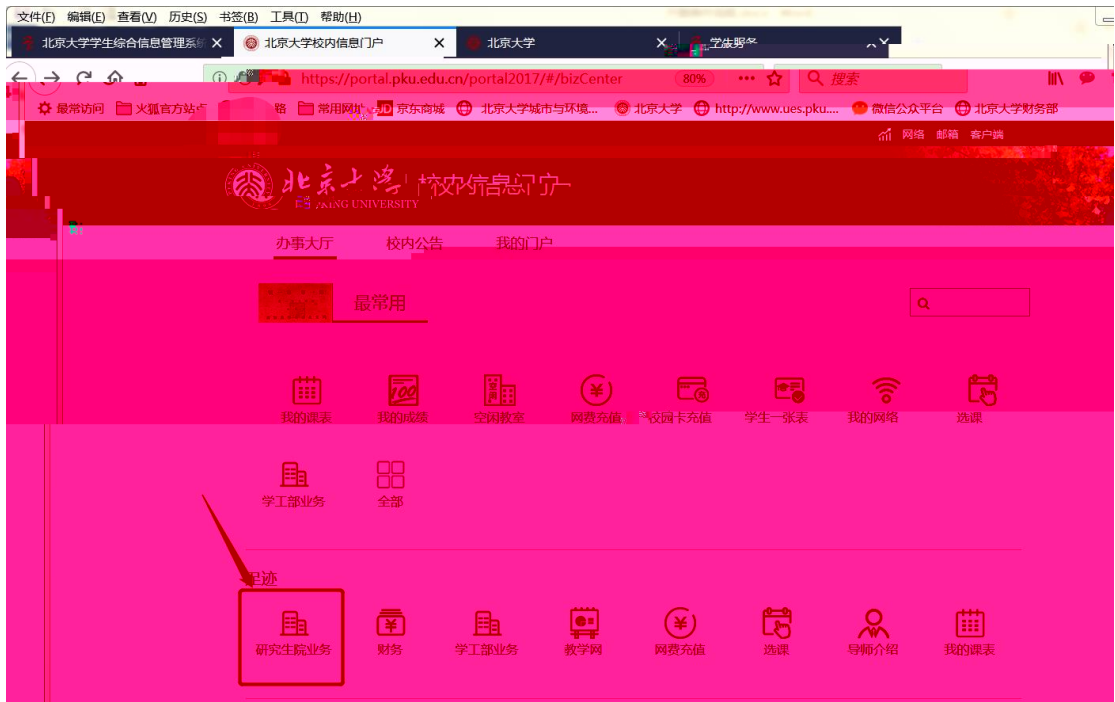 文件(F) 编辑(E) 查看(V) 历史(S) 书签(B) 工具(T) 帮助(H)
北京大学学生综合信息管理系统 × 北京大学校内信息门户 × 北京大学 ×
https://portal.pku.edu.cn/portal2017/#/bizCenter 80% 搜索
最常访问 火狐官方站点 常用网址 JD 京东商城 北京大学城市与环境... 北京大学 http://www.ues.pku.... 微信公众平台 北京大学财务部
网络 邮箱 客户端
北京大学 校内信息门户
UNIVERSITY
办事大厅 校内公告 我的门户
最常用
我的课表 我的成绩 空闲教室 网费充值 校园卡充值 学生一张表 我的网络 选课
学工部业务 全部
足迹
研究生院业务 财务 学工部业务 教学网 网费充值 选课 导师介绍 我的课表